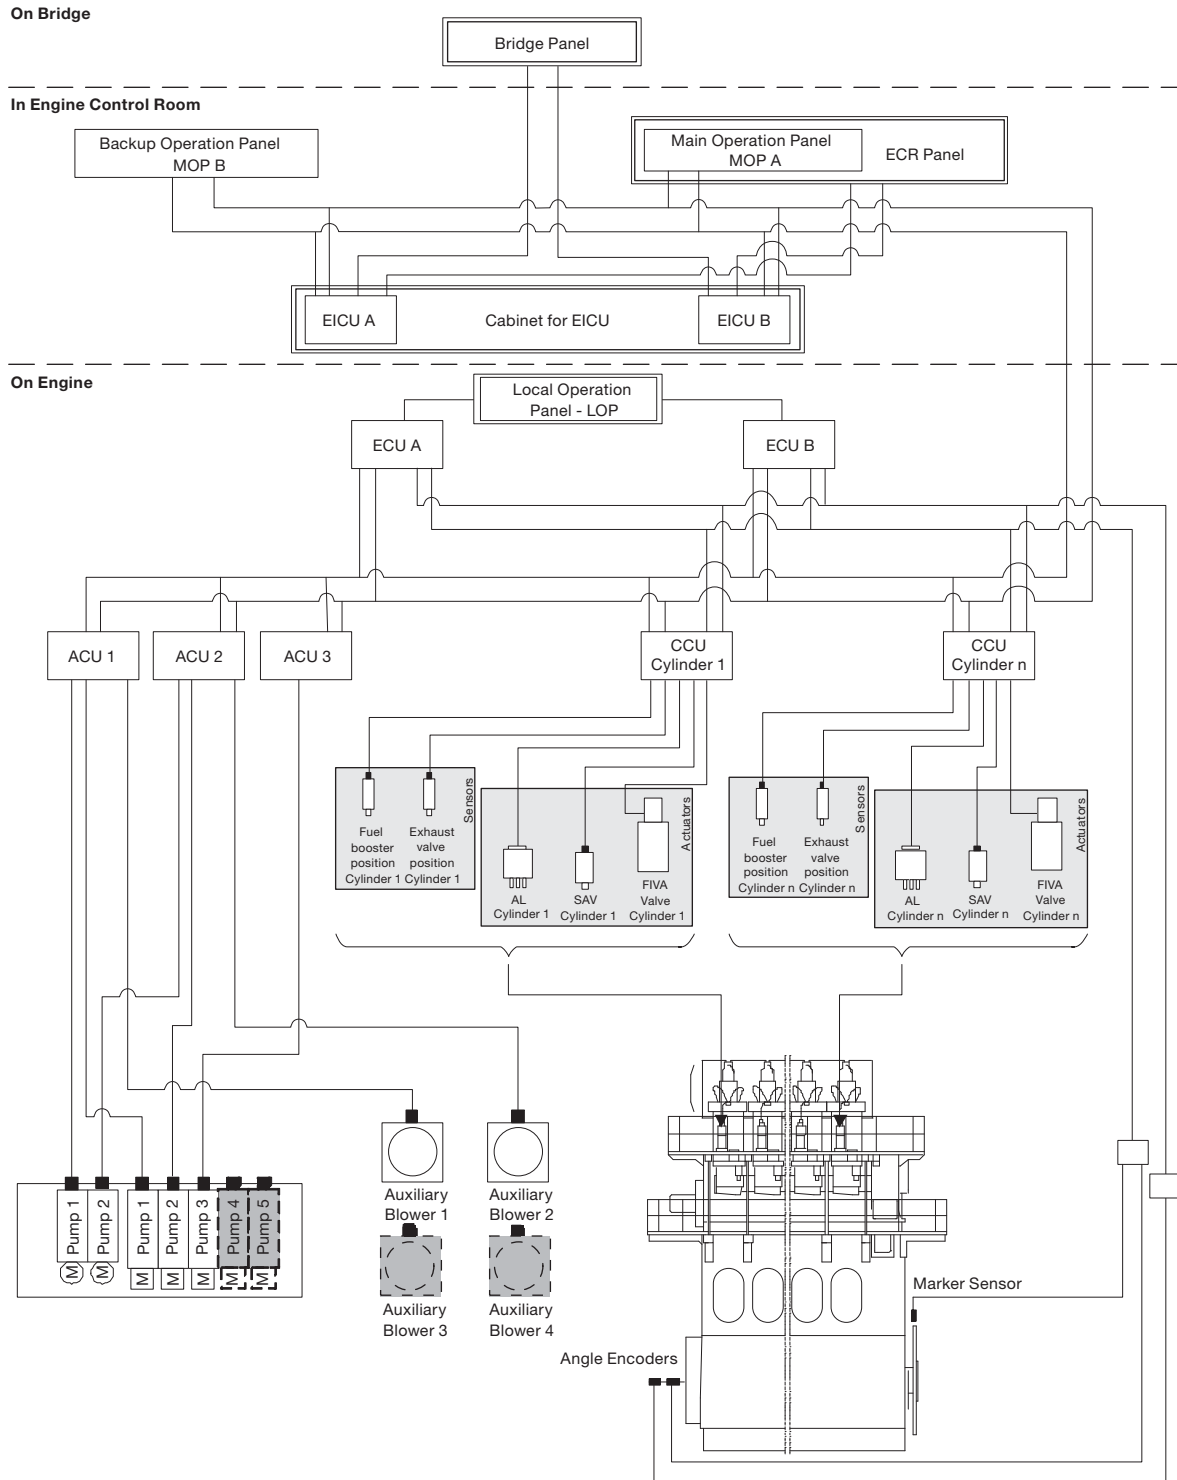 On Bridge
Bridge Panel
In Engine Control Room
Backup Operation Panel
MOP B
Main Operation Panel
MOP A
ECR Panel
EICU A
Cabinet for EICU
EICU B
On Engine
Local Operation
Panel - LOP
ECU A
ECU B
ACU 1
ACU 2
ACU 3
CCU
Cylinder 1
CCU
Cylinder n
Sensors
Fuel
booster
position
Cylinder 1
Exhaust
valve
position
Cylinder 1
Actuators
AL
Cylinder 1
SAV
Cylinder 1
FIVA
Valve
Cylinder 1
Sensors
Fuel
booster
position
Cylinder n
Exhaust
valve
position
Cylinder n
Actuators
AL
Cylinder n
SAV
Cylinder n
FIVA
Valve
Cylinder n
Pump 1
M
Pump 2
M
Pump 1
M
Pump 2
M
Pump 3
M
Pump 4
M
Pump 5
M
Auxiliary
Blower 1
Auxiliary
Blower 2
Auxiliary
Blower 3
Auxiliary
Blower 4
Marker Sensor
Angle Encoders